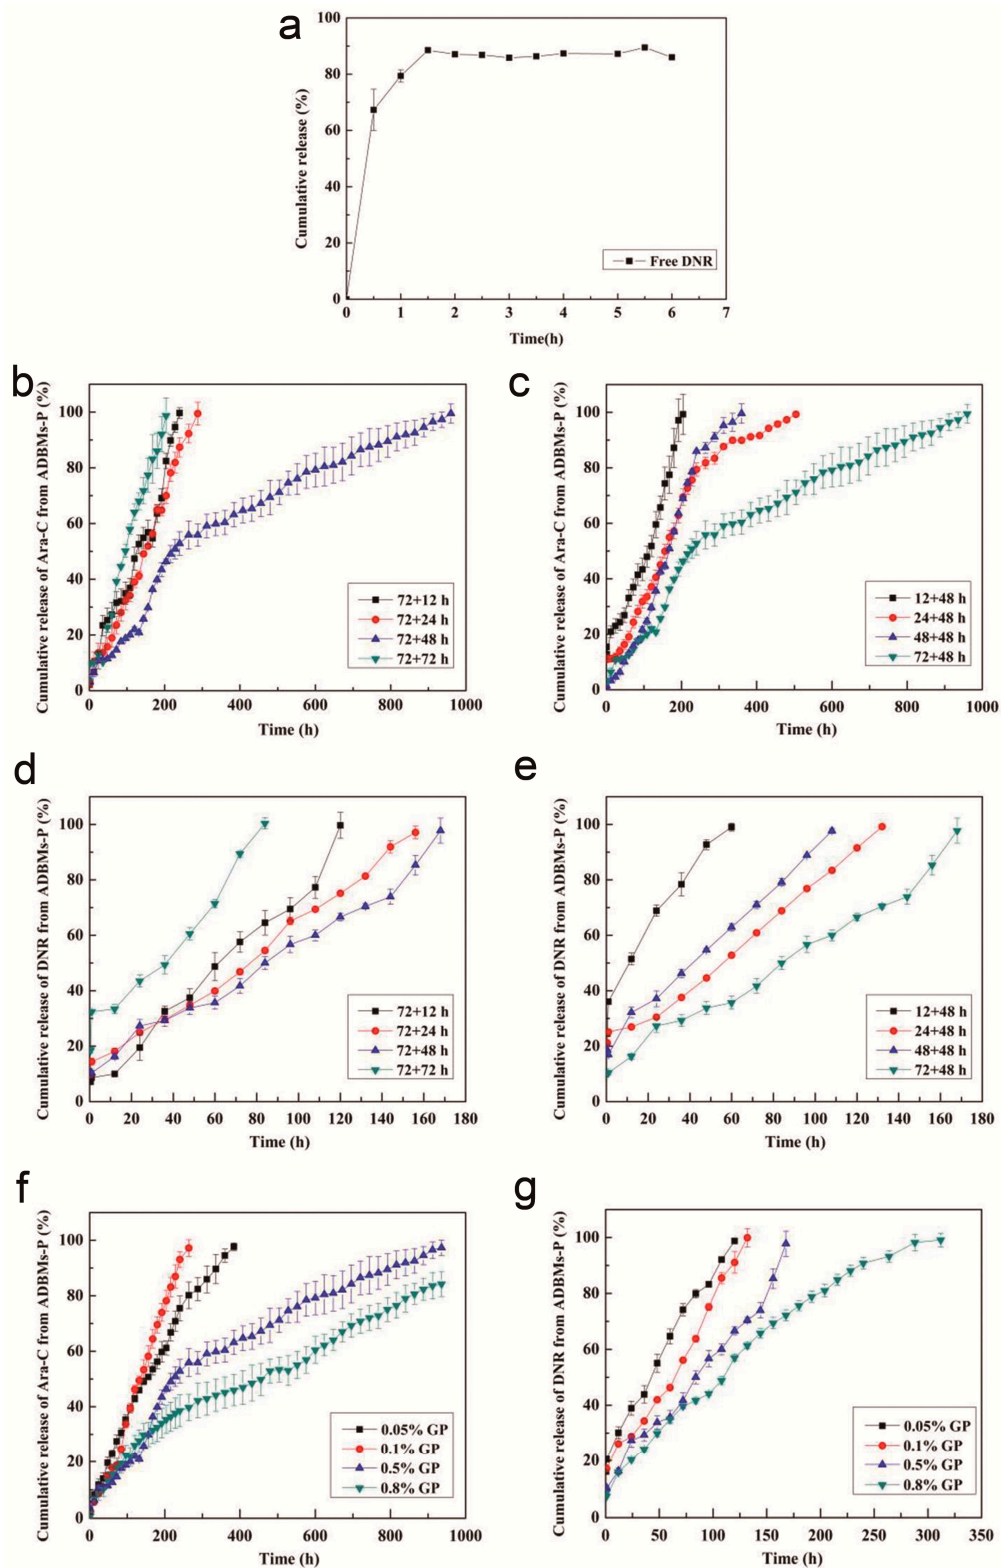 a
100
80
60
40
20
0
Cumulative release (%)
Free DNR
0 1 2 3 4 5 6 7
Time(h)
b
100
80
60
40
20
0
Cumulative release of Ara-C from ADBMs-P (%)
72+12 h
72+24 h
72+48 h
72+72 h
0 200 400 600 800 1000
Time (h)
c
100
80
60
40
20
0
Cumulative release of Ara-C from ADBMs-P (%)
12+48 h
24+48 h
48+48 h
72+48 h
0 200 400 600 800 1000
Time (h)
d
100
80
60
40
20
0
Cumulative release of DNR from ADBMs-P (%)
72+12 h
72+24 h
72+48 h
72+72 h
0 20 40 60 80 100 120 140 160 180
Time (h)
e
100
80
60
40
20
0
Cumulative release of DNR from ADBMs-P (%)
12+48 h
24+48 h
48+48 h
72+48 h
0 20 40 60 80 100 120 140 160 180
Time (h)
f
100
80
60
40
20
0
Cumulative release of Ara-C from ADBMs-P (%)
0.05% GP
0.1% GP
0.5% GP
0.8% GP
0 200 400 600 800 1000
Time (h)
g
100
80
60
40
20
0
Cumulative release of DNR from ADBMs-P (%)
0.05% GP
0.1% GP
0.5% GP
0.8% GP
0 50 100 150 200 250 300 350
Time (h)